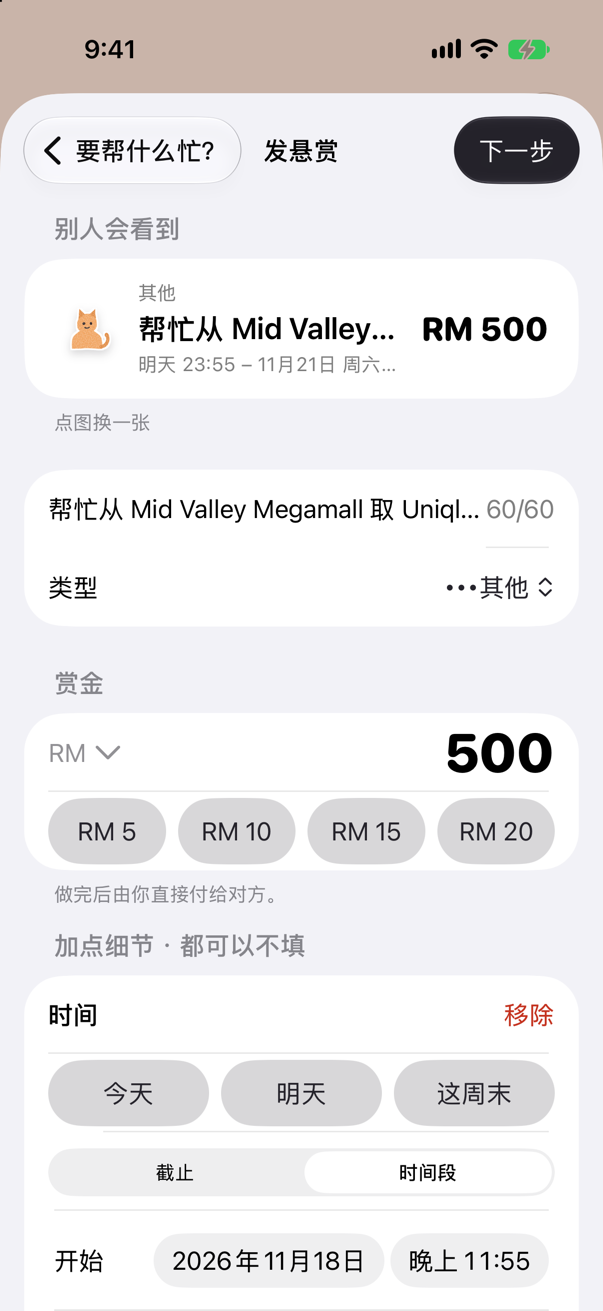 9:41
要帮什么忙?
发悬赏
下一步
别人会看到
其他
帮忙从 Mid Valley...
RM 500
明天 23:55 – 11月21日 周六...
点图换一张
帮忙从 Mid Valley Megamall 取 Uniql... 60/60
类型
•••其他
赏金
RM
500
RM 5
RM 10
RM 15
RM 20
做完后由你直接付给对方。
加点细节 · 都可以不填
时间
移除
今天
明天
这周末
截止
时间段
开始
2026年11月18日
晚上 11:55